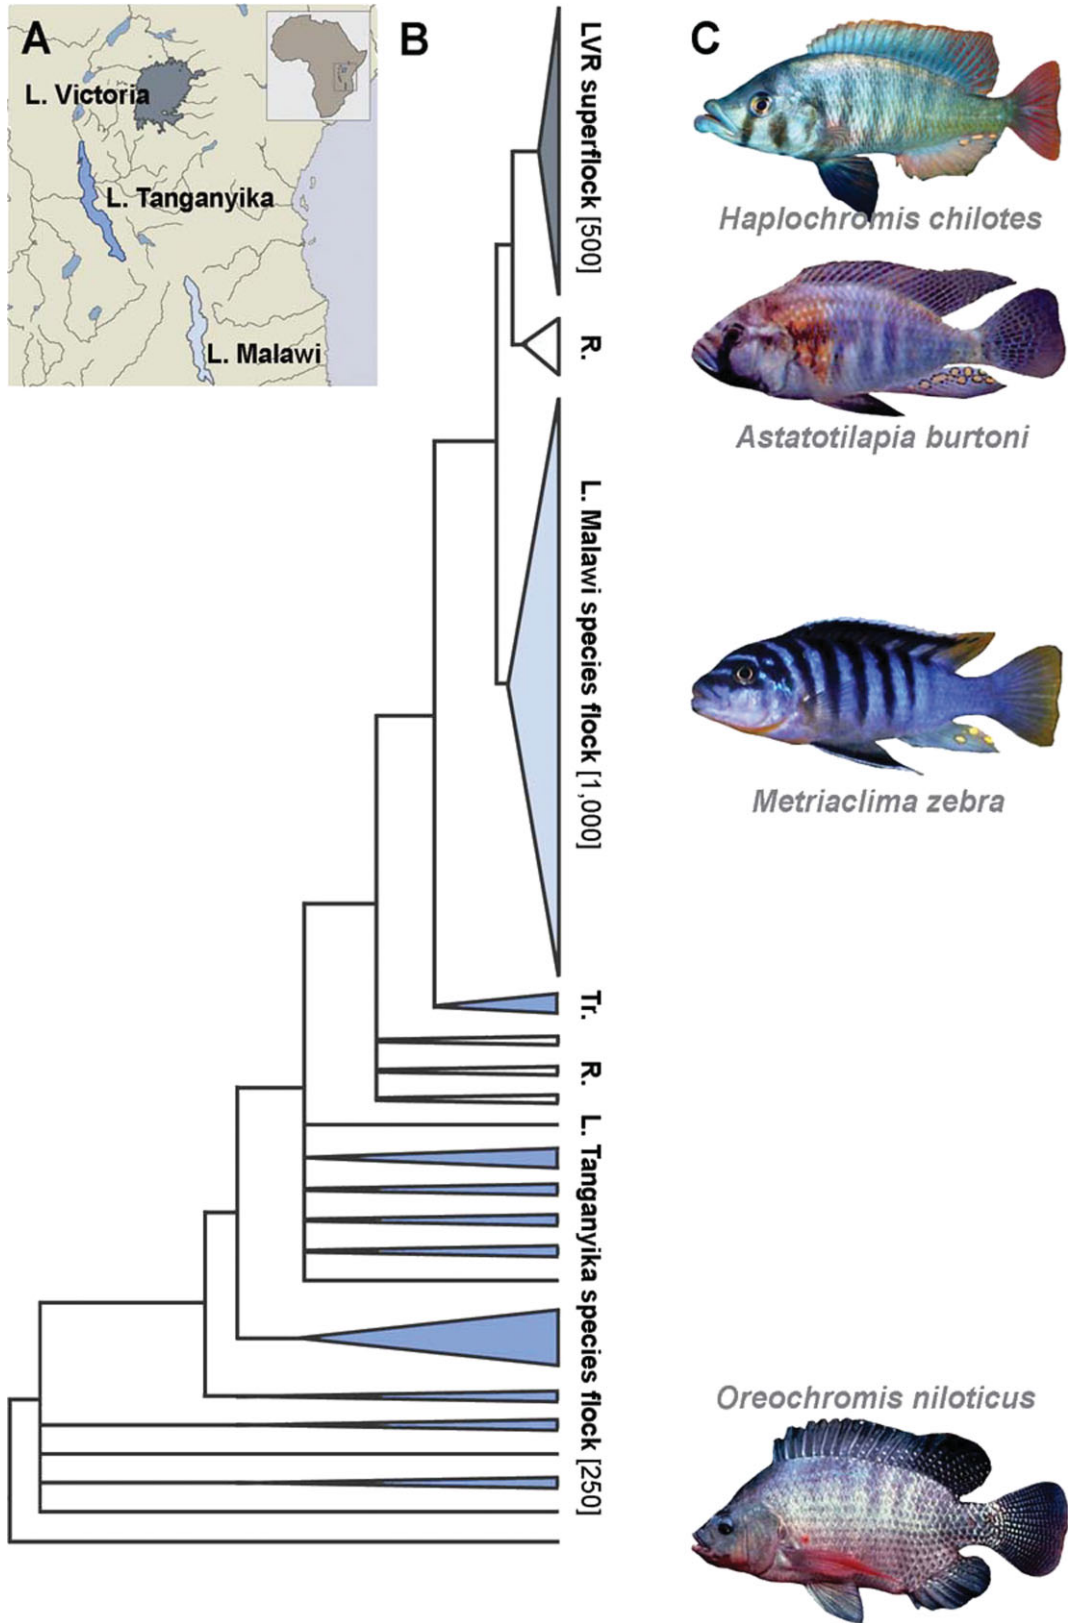 A
L. Victoria
L. Tanganyika
L. Malawi
B
LVR superflock [500]
R.
L. Malawi species flock [1,000]
Tr.
R.
L. Tanganyika species flock [250]
C
Haplochromis chilotes
Astatotilapia burtoni
Metriaclima zebra
Oreochromis niloticus